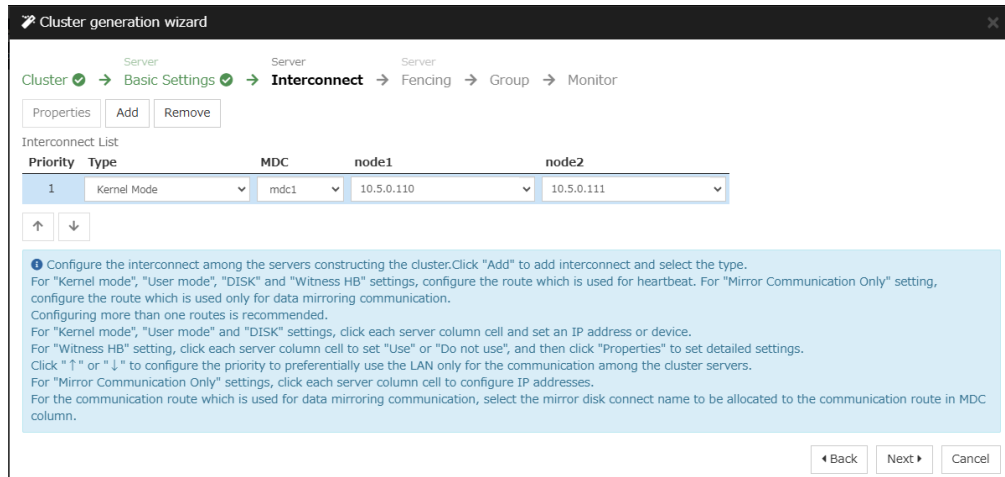 Cluster generation wizard
Server Server Server
Cluster → Basic Settings → Interconnect → Fencing → Group → Monitor
Properties Add Remove
Interconnect List
Priority Type MDC node1 node2
1 Kernel Mode mdc1 10.5.0.110 10.5.0.111
↑ ↓
Configure the interconnect among the servers constructing the cluster.Click "Add" to add interconnect and select the type.
For "Kernel mode", "User mode", "DISK" and "Witness HB" settings, configure the route which is used for heartbeat. For "Mirror Communication Only" setting,
configure the route which is used only for data mirroring communication.
Configuring more than one routes is recommended.
For "Kernel mode", "User mode" and "DISK" settings, click each server column cell and set an IP address or device.
For "Witness HB" setting, click each server column cell to set "Use" or "Do not use", and then click "Properties" to set detailed settings.
Click "↑" or "↓" to configure the priority to preferentially use the LAN only for the communication among the cluster servers.
For "Mirror Communication Only" settings, click each server column cell to configure IP addresses.
For the communication route which is used for data mirroring communication, select the mirror disk connect name to be allocated to the communication route in MDC
column.
Back Next Cancel